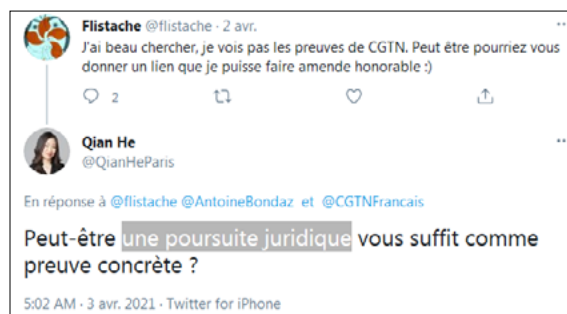 Flistache @flistache · 2 avr.
J'ai beau chercher, je vois pas les preuves de CGTN. Peut être pourriez vous
donner un lien que je puisse faire amende honorable :)
2
Qian He
@QianHeParis
En réponse à @flistache @AntoineBondaz et @CGTNFrancais
Peut-être une poursuite juridique vous suffit comme
preuve concrète ?
5:02 AM · 3 avr. 2021 · Twitter for iPhone